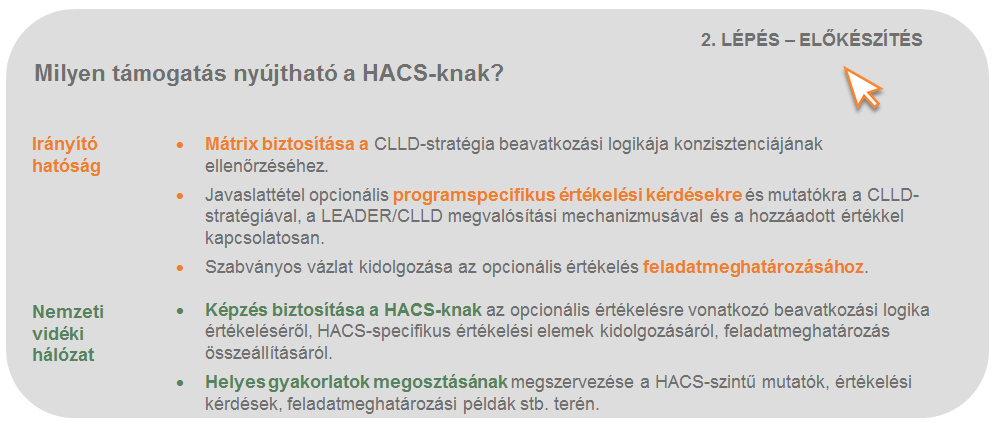 2. LÉPÉS – ELŐKÉSZÍTÉS
Milyen támogatás nyújtható a HACS-knak?
Irányító
hatóság
• Mátrix biztosítása a CLLD-stratégia beavatkozási logikája konzisztenciájának
ellenőrzéséhez.
• Javaslattétel opcionális programspecifikus értékelési kérdésekre és mutatókra a CLLD-
stratégiával, a LEADER/CLLD megvalósítási mechanizmusával és a hozzáadott értékkel
kapcsolatosan.
• Szabványos vázlat kidolgozása az opcionális értékelés feladatmeghatározásához.
Nemzeti
vidéki
hálózat
• Képzés biztosítása a HACS-knak az opcionális értékelésre vonatkozó beavatkozási logika
értékeléséről, HACS-specifikus értékelési elemek kidolgozásáról, feladatmeghatározás
összeállításáról.
• Helyes gyakorlatok megosztásának megszervezése a HACS-szintű mutatók, értékelési
kérdések, feladatmeghatározási példák stb. terén.